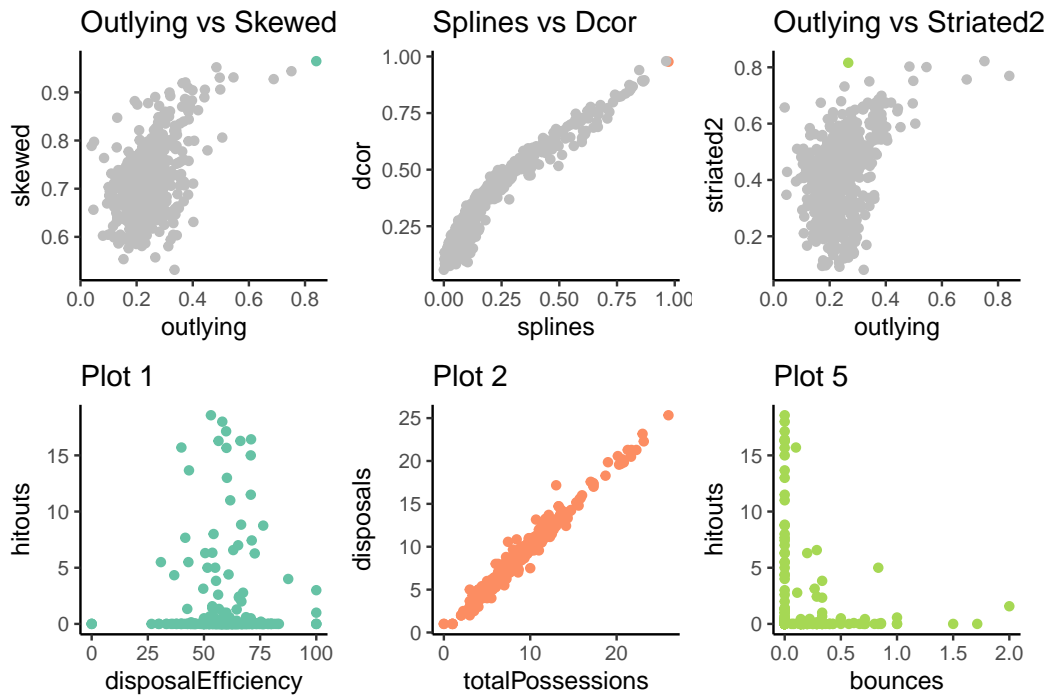 Outlying vs Skewed
skewed
0.9
0.8
0.7
0.6
0.0 0.2 0.4 0.6 0.8
outlying
Splines vs Dcor
dcor
1.00
0.75
0.50
0.25
0.00 0.25 0.50 0.75 1.00
splines
Outlying vs Striated2
striated2
0.8
0.6
0.4
0.2
0.0 0.2 0.4 0.6 0.8
outlying
Plot 1
hitouts
15
10
5
0
0 25 50 75 100
disposalEfficiency
Plot 2
disposals
25
20
15
10
5
0
0 10 20
totalPossessions
Plot 5
hitouts
15
10
5
0
0.0 0.5 1.0 1.5 2.0
bounces